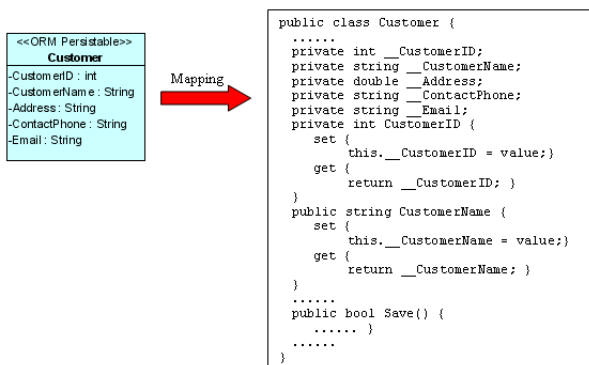 <<ORM Persistable>>
Customer
-CustomerID : int
-CustomerName : String
-Address : String
-ContactPhone : String
-Email : String
Mapping
public class Customer {
......
private int __CustomerID;
private string __CustomerName;
private double __Address;
private string __ContactPhone;
private string __Email;
private int CustomerID {
set {
this.__CustomerID = value;}
get {
return __CustomerID; }
}
public string CustomerName {
set {
this.__CustomerName = value;}
get {
return __CustomerName; }
}
......
public bool Save() {
...... }
......
}